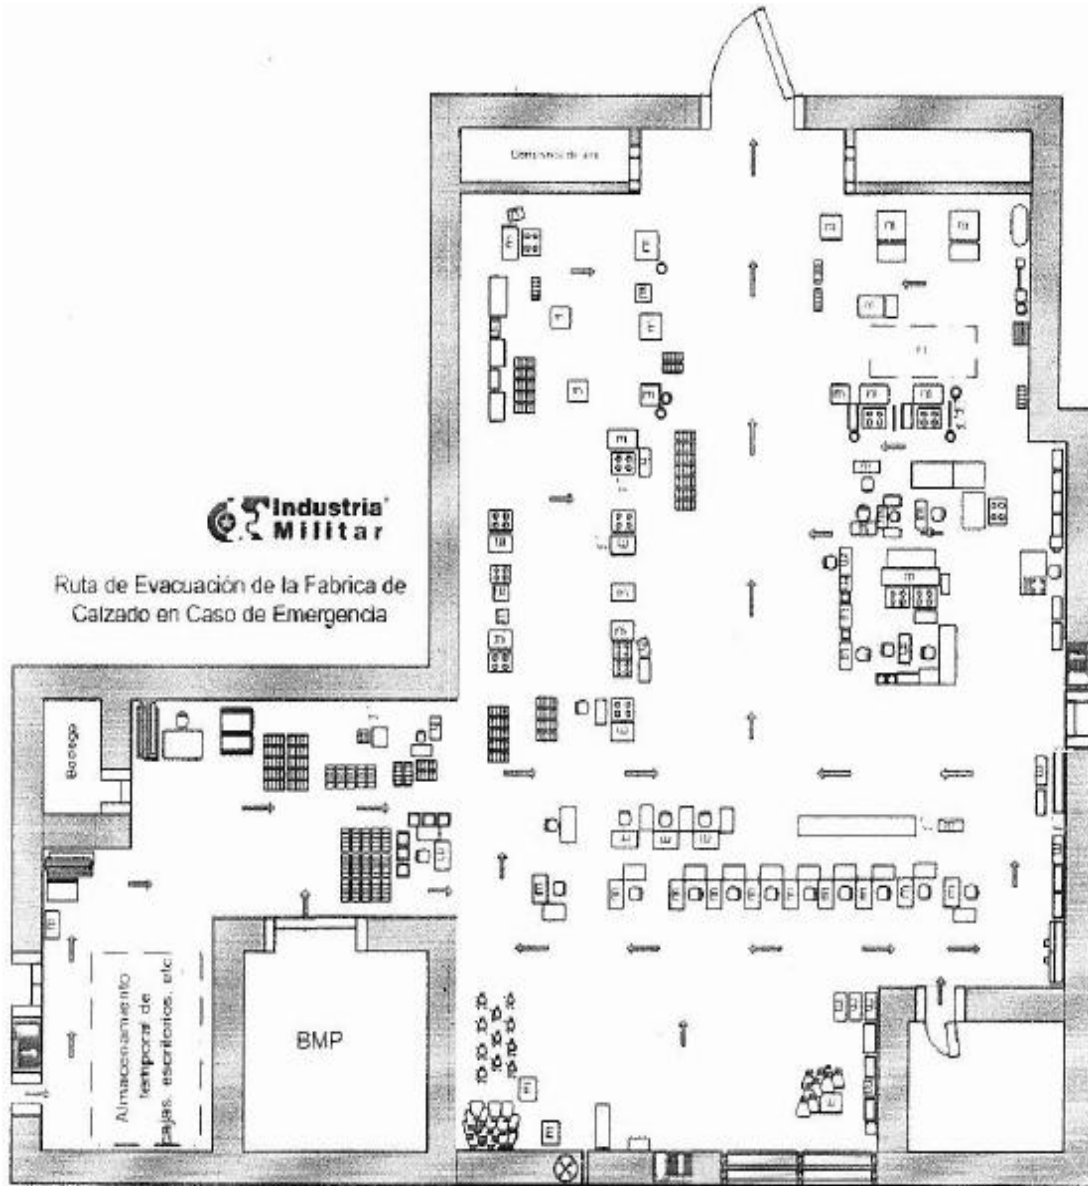 Industria
Militar
Ruta de Evacuación de la Fabrica de
Calzado en Caso de Emergencia
Bodega
BMP
Almacenamiento
temporal de
cajas, escritorios, etc